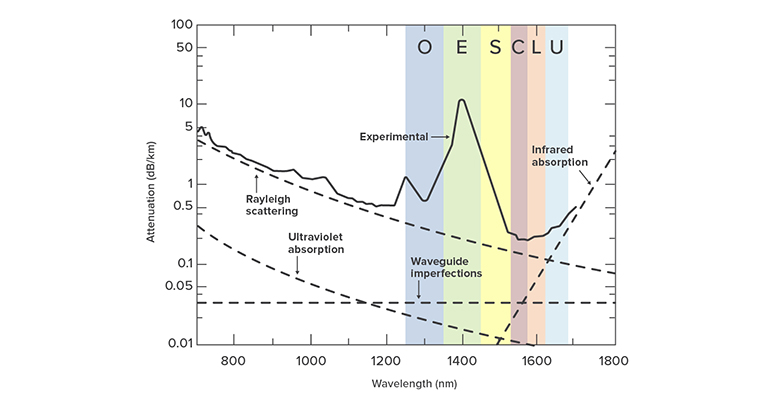 100
50
10
5
1
0.5
0.1
0.05
0.01
Attenuation (dB/km)
O E S C L U
Experimental
Infrared
absorption
Rayleigh
scattering
Ultraviolet
absorption
Waveguide
imperfections
800 1000 1200 1400 1600 1800
Wavelength (nm)